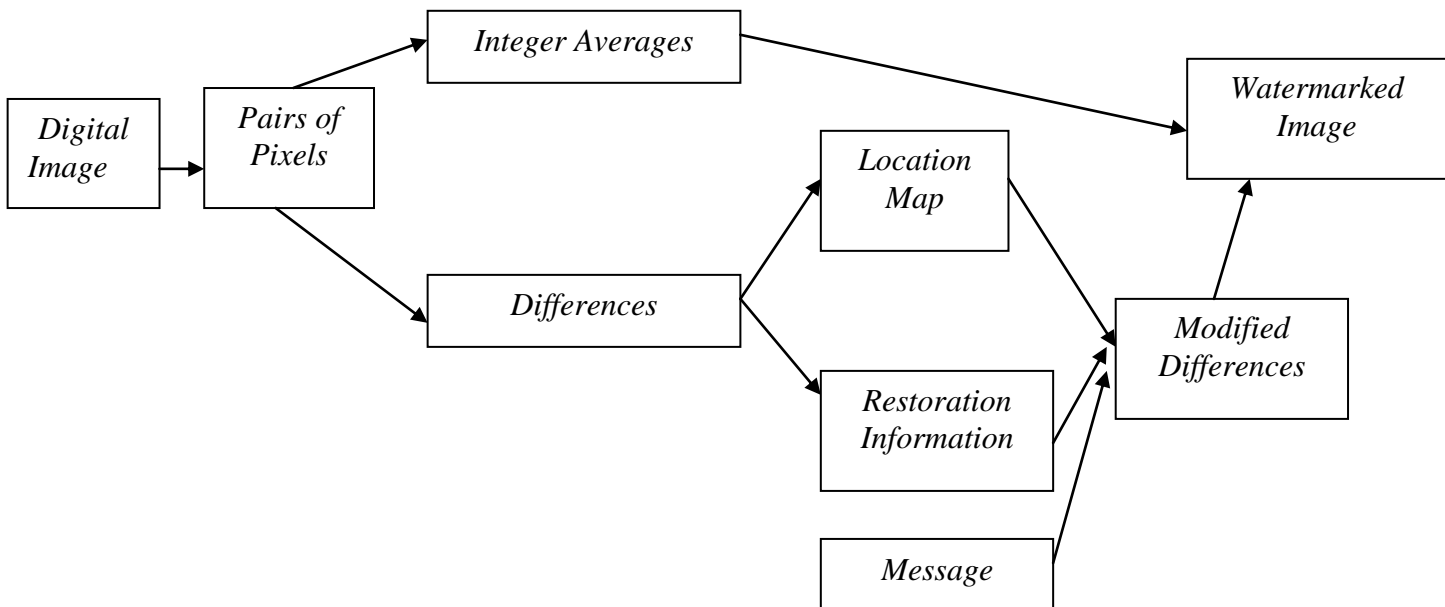 Integer Averages
Watermarked
Image
Digital
Image
Pairs of
Pixels
Location
Map
Differences
Modified
Differences
Restoration
Information
Message